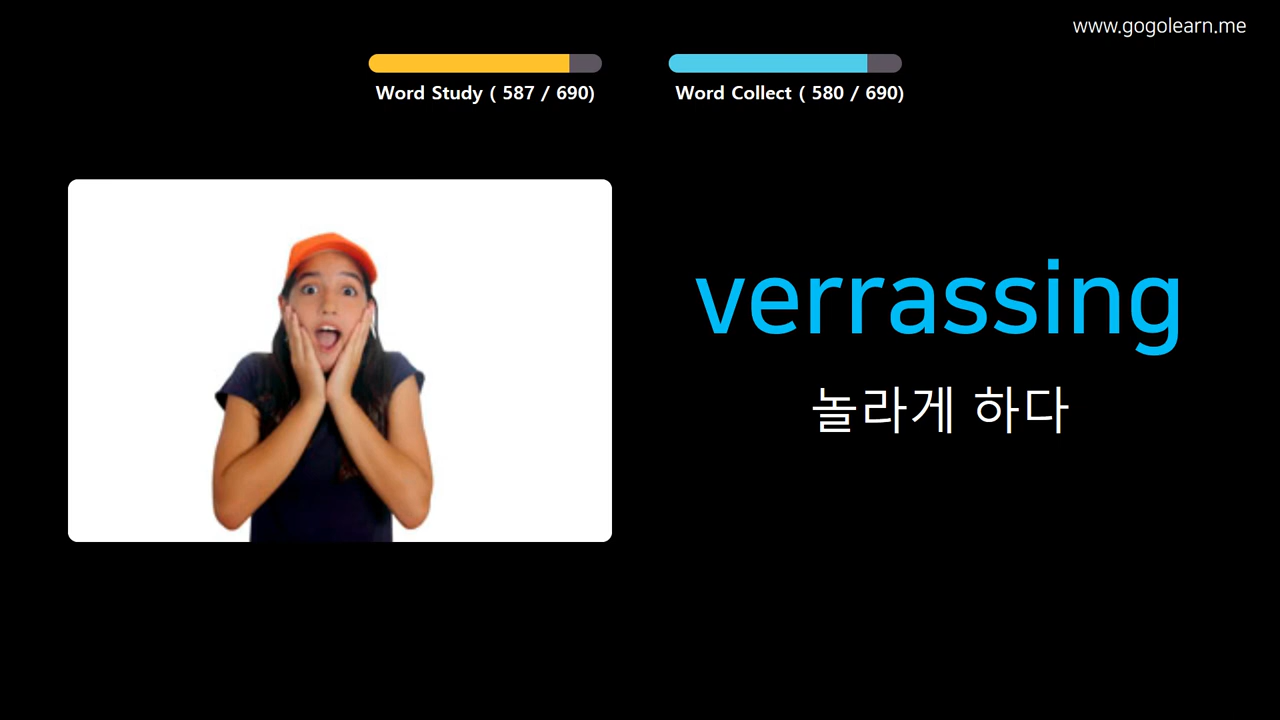 www.gogolearn.me
Word Study ( 587 / 690)
Word Collect ( 580 / 690)
verrassing
놀라게 하다